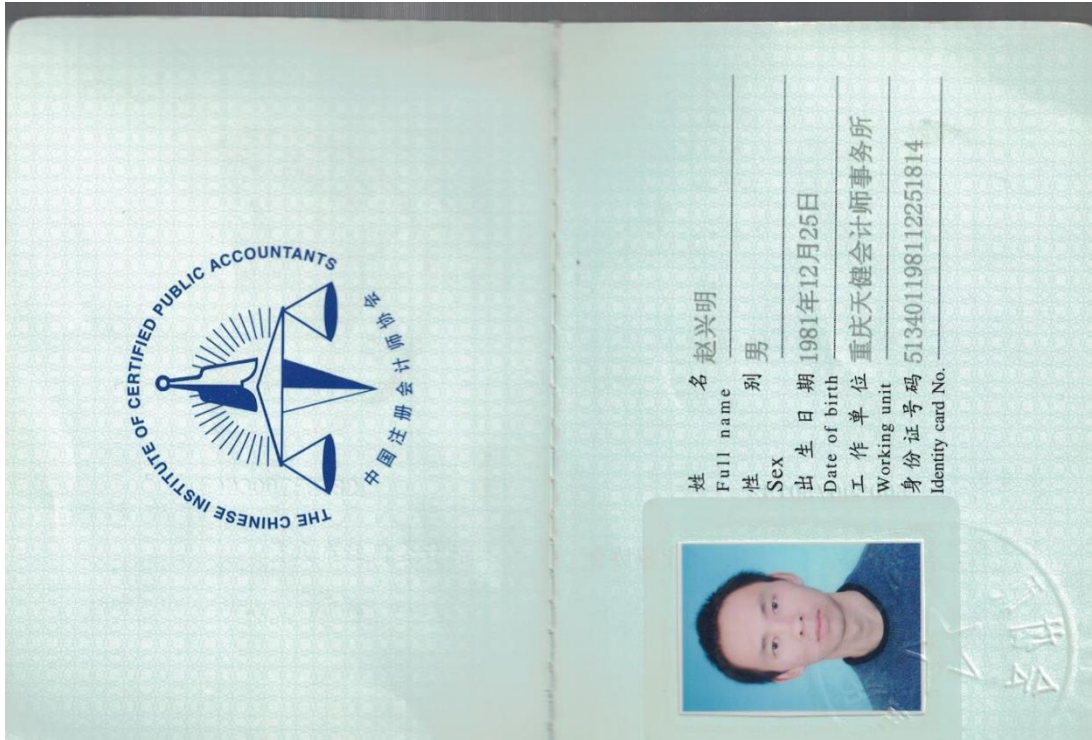 THE CHINESE INSTITUTE OF CERTIFIED PUBLIC ACCOUNTANTS
中国注册会计师协会
姓 名 赵兴明
Full name
性 别 男
Sex
出生日期 1981年12月25日
Date of birth
工作单位 重庆天健会计师事务所
Working unit
身份证号码 513401198112251814
Identity card No.